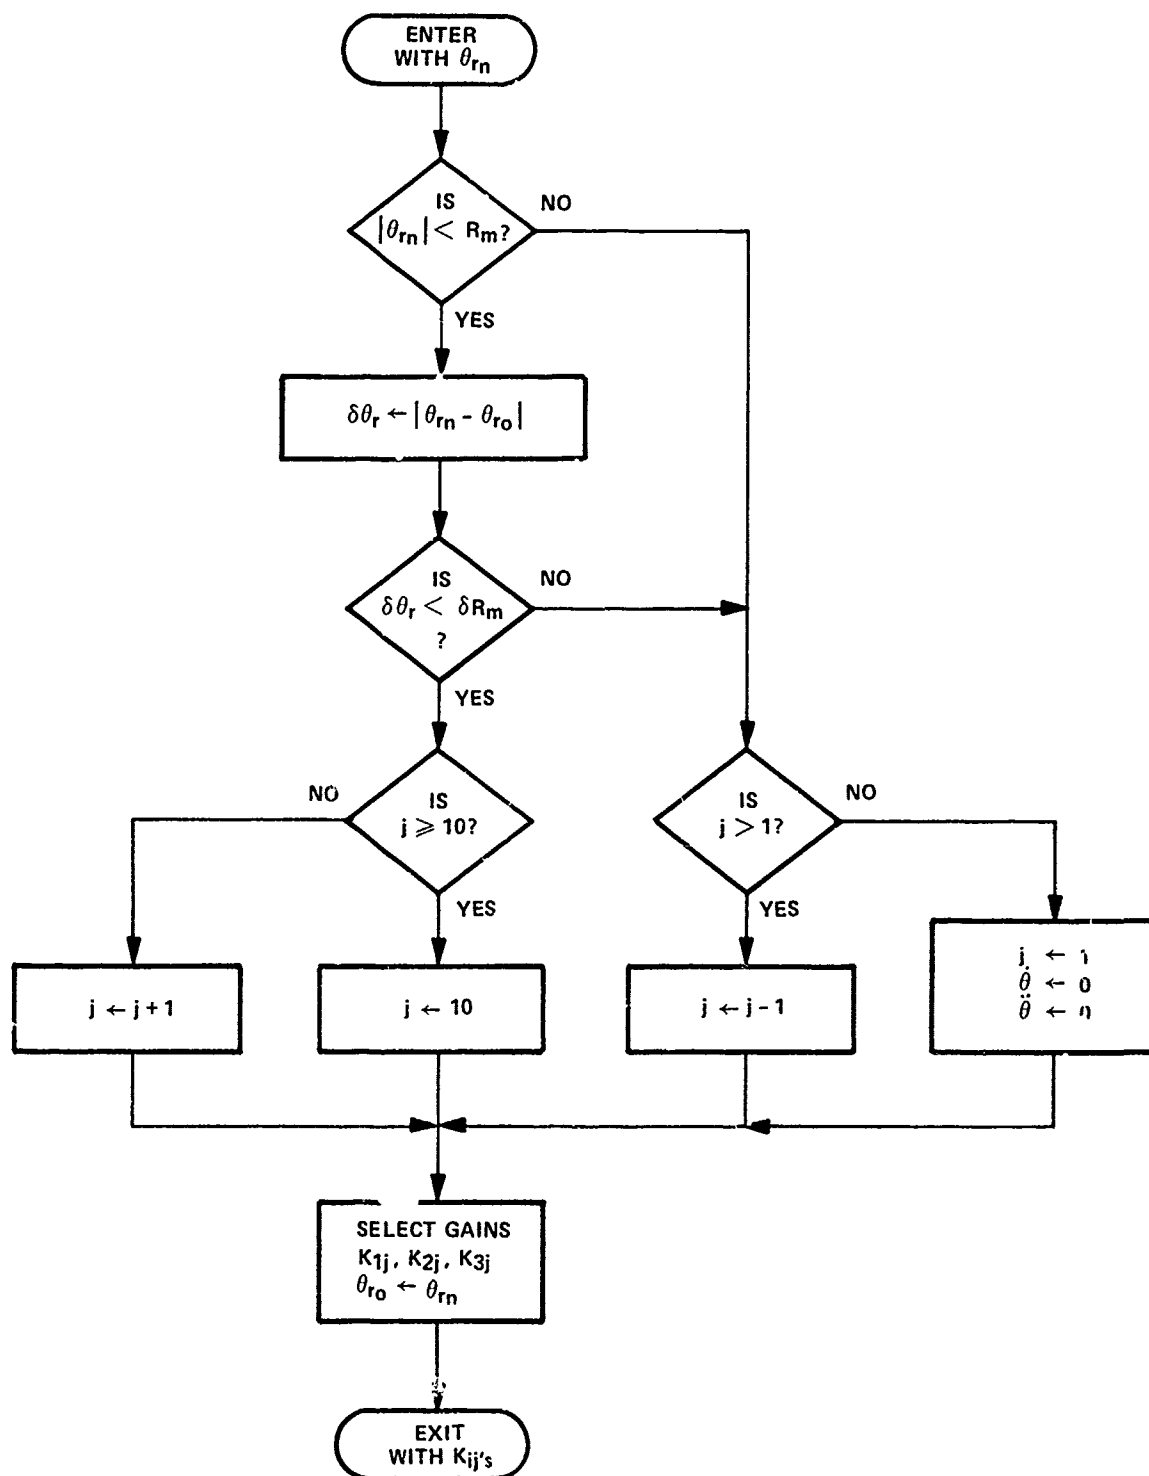 ENTER
WITH θrn
IS
|θrn| < Rm?
NO
YES
δθr ← |θrn - θro|
IS
δθr < δRm
?
NO
YES
NO
IS
j ⩾ 10?
YES
IS
j > 1?
NO
YES
j ← j + 1
j ← 10
j ← j - 1
j ← 1
θ̇ ← 0
θ̈ ← 0
SELECT GAINS
K1j, K2j, K3j
θro ← θrn
EXIT
WITH Kij's